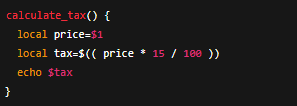 calculate_tax() {
  local price=$1
  local tax=$(( price * 15 / 100 ))
  echo $tax
}